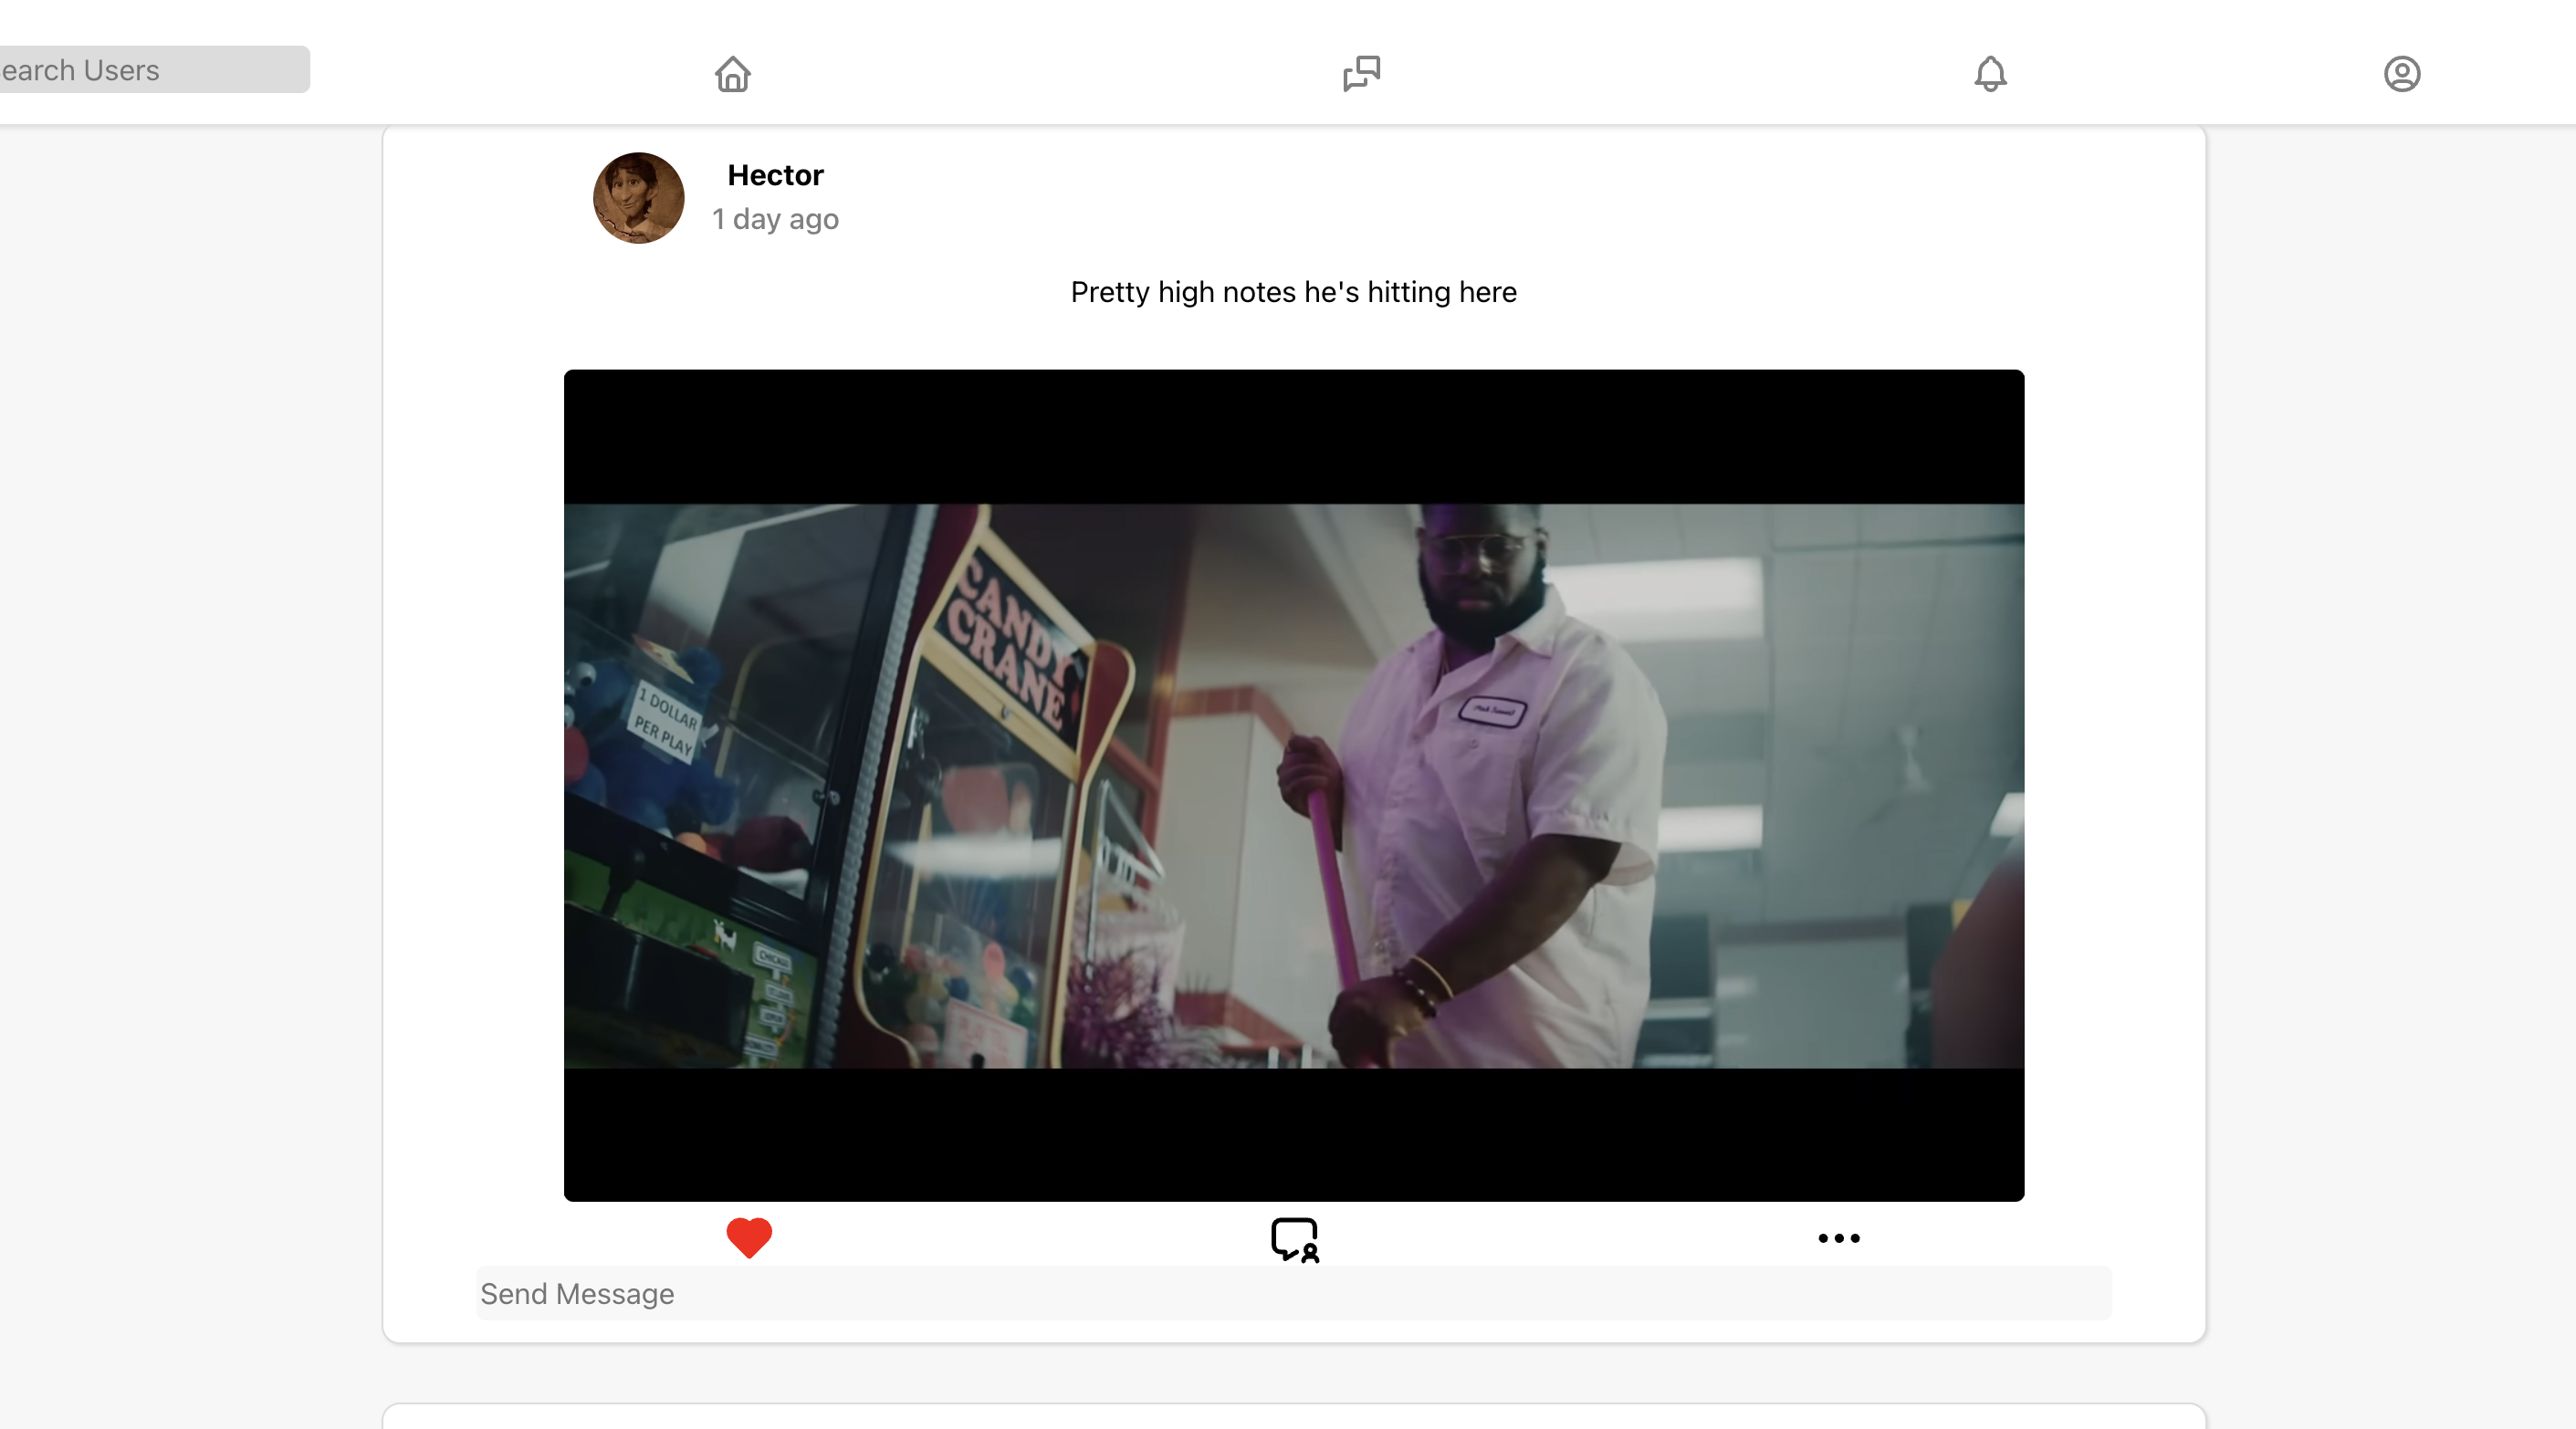 earch Users
Hector
1 day ago
Pretty high notes he's hitting here
CANDY
CRANE
1 DOLLAR
PER PLAY
CHICAGO
Send Message